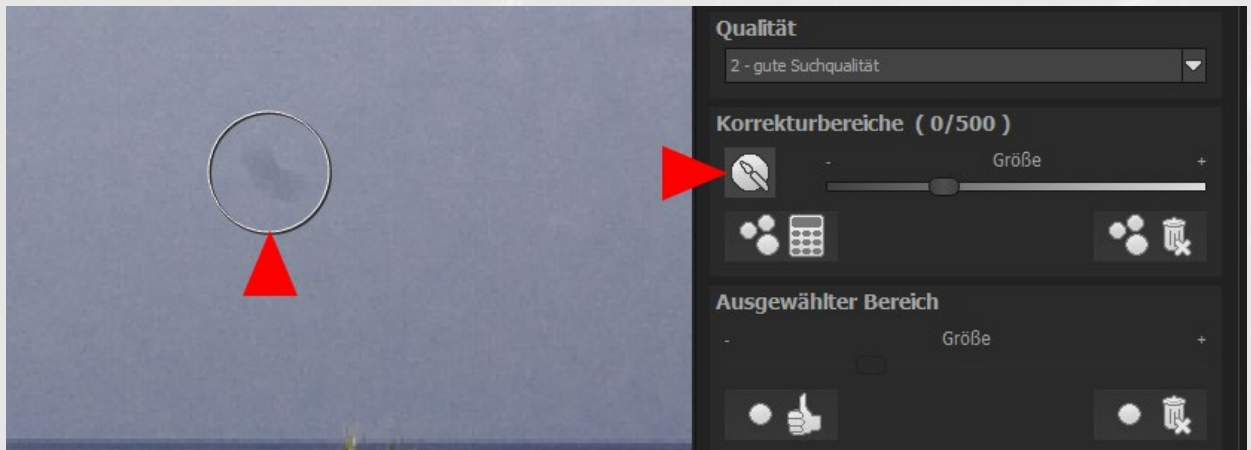 Qualität
2 - gute Suchqualität
Korrekturbereiche ( 0/500 )
- Größe +
Ausgewählter Bereich
- Größe +